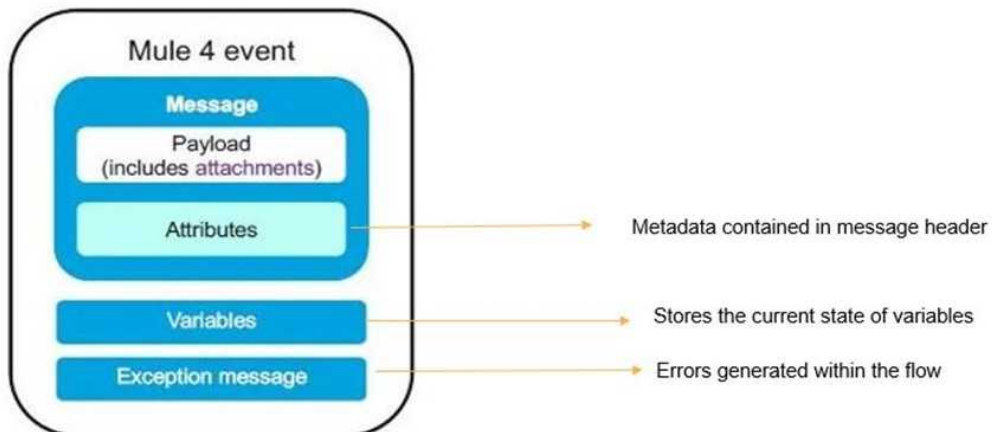 Mule 4 event
Message
Payload
(includes attachments)
Attributes
Metadata contained in message header
Variables
Stores the current state of variables
Exception message
Errors generated within the flow